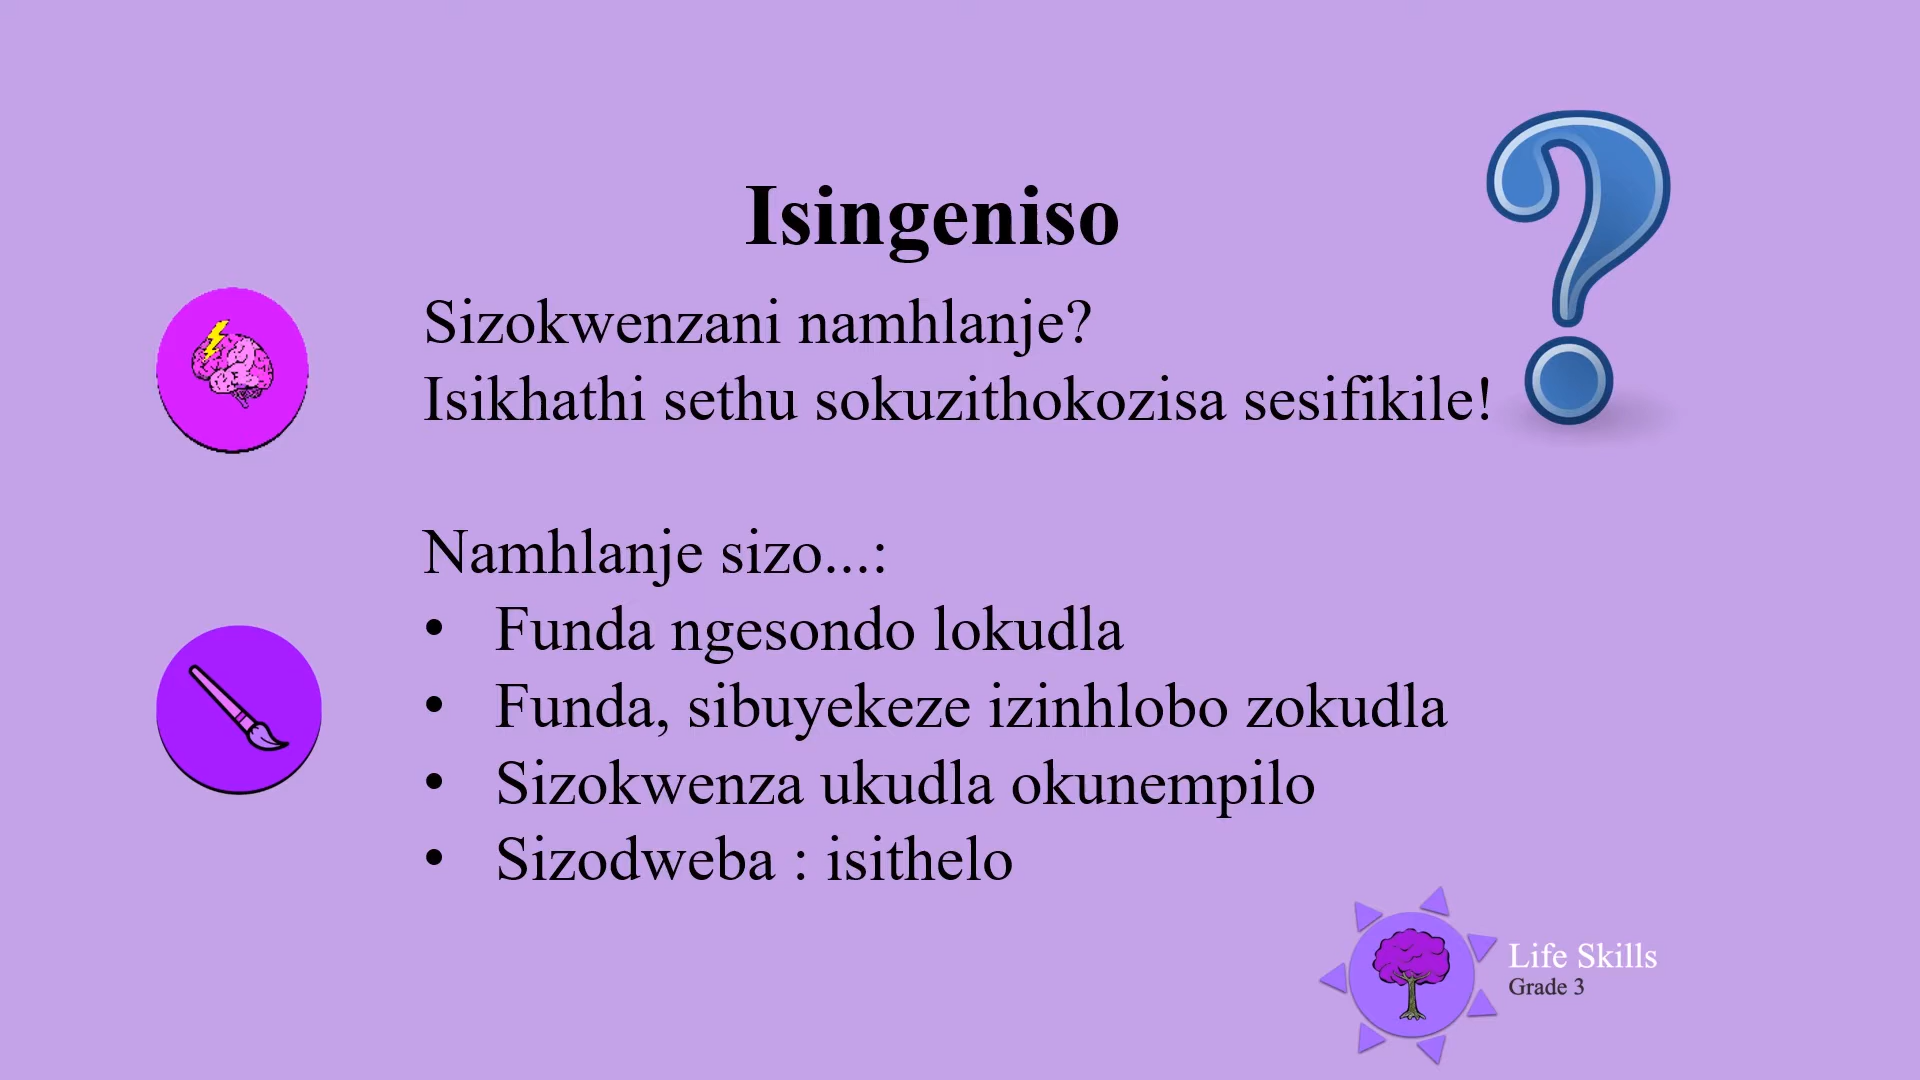 Isingeniso
Sizokwenzani namhlanje?
Isikhathi sethu sokuzithokozisa sesifikile!
Namhlanje sizo...:
• Funda ngesondo lokudla
• Funda, sibuyekeze izinhlobo zokudla
• Sizokwenza ukudla okunempilo
• Sizodweba : isithelo
Life Skills
Grade 3